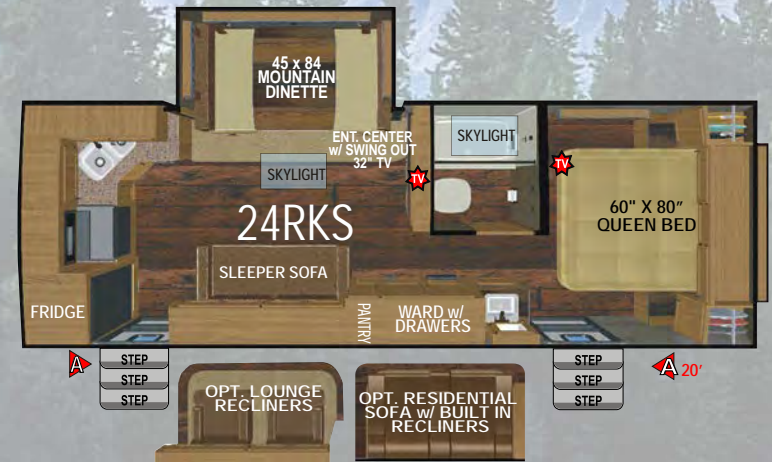 45 x 84
MOUNTAIN
DINETTE
ENT. CENTER
w/ SWING OUT
32" TV
SKYLIGHT
TV
SKYLIGHT
TV
60" X 80"
QUEEN BED
24RKS
SLEEPER SOFA
FRIDGE
PANTRY
WARD w/
DRAWERS
A
STEP
STEP
STEP
STEP
STEP
STEP
A 20'
OPT. LOUNGE
RECLINERS
OPT. RESIDENTIAL
SOFA w/ BUILT IN
RECLINERS